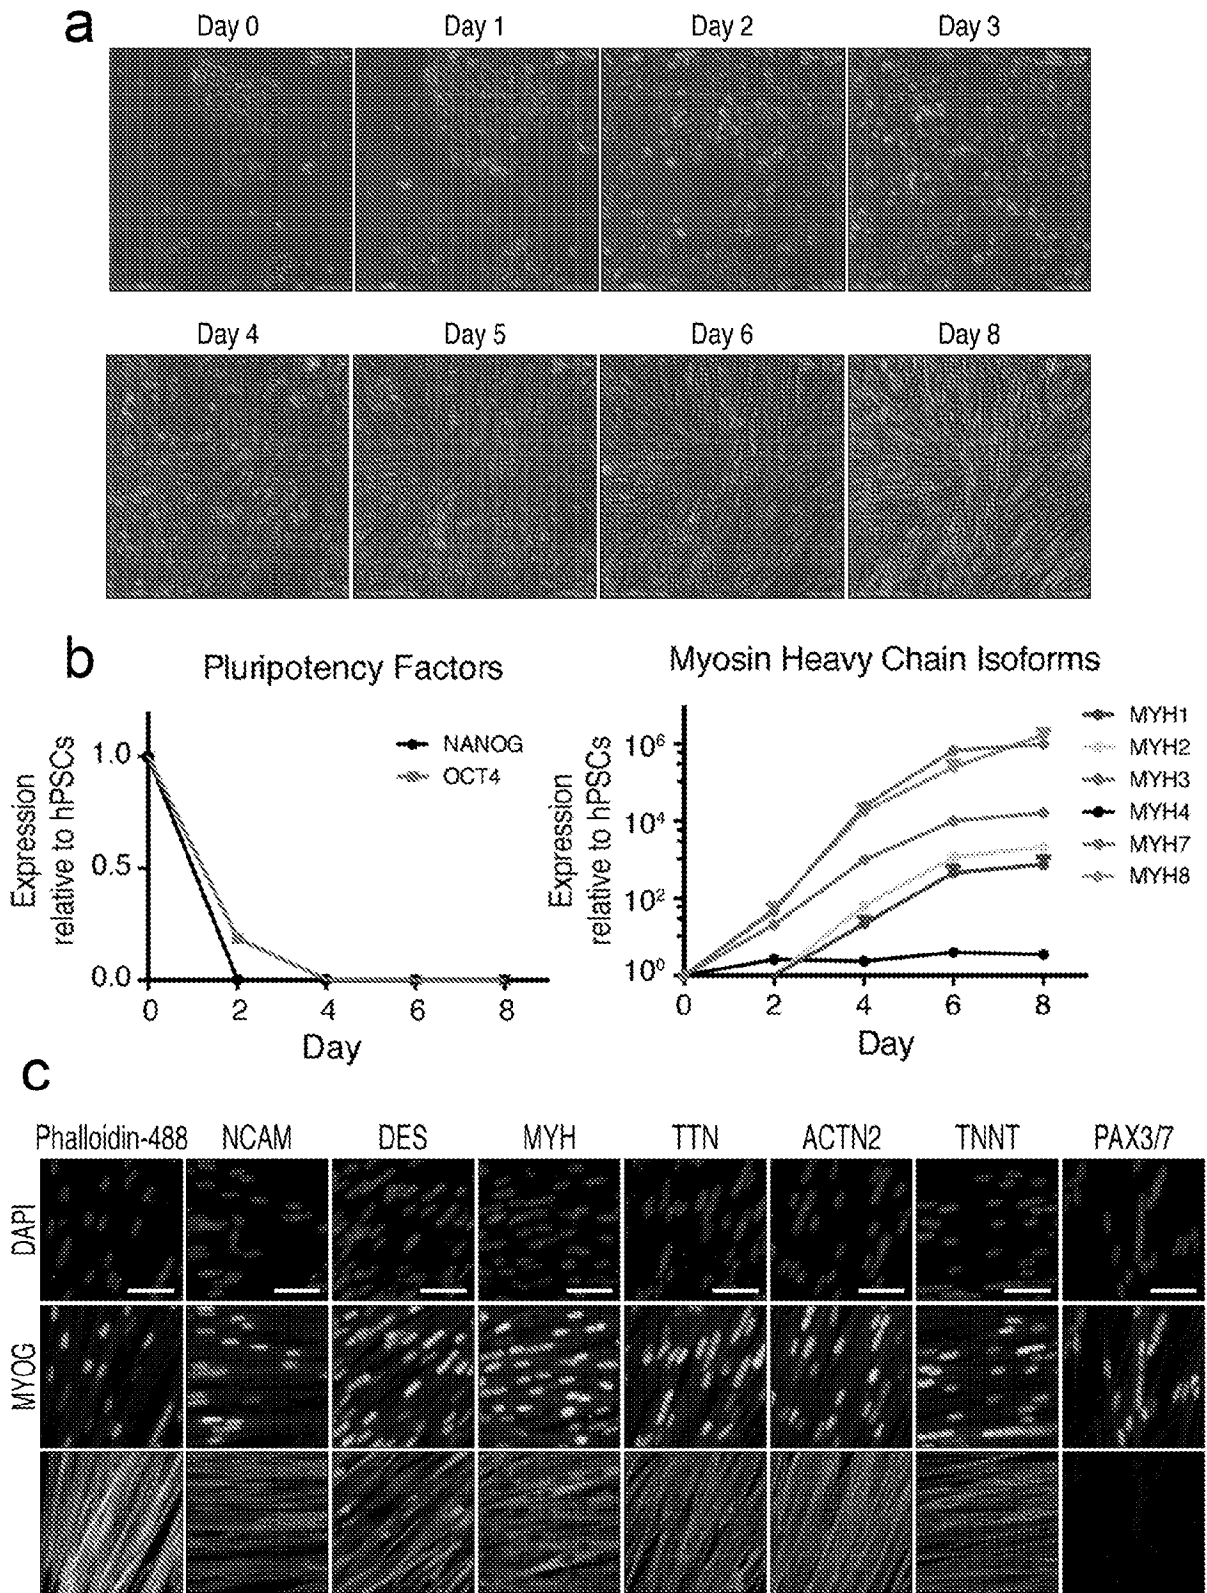 a
Day 0 Day 1 Day 2 Day 3
Day 4 Day 5 Day 6 Day 8
b
Pluripotency Factors
Expression
relative to hPSCs
1.0
0.5
0.0
0 2 4 6 8
Day
NANOG
OCT4
Myosin Heavy Chain Isoforms
Expression
relative to hPSCs
10⁶
10⁴
10²
10⁰
0 2 4 6 8
Day
MYH1
MYH2
MYH3
MYH4
MYH7
MYH8
c
Phalloidin-488 NCAM DES MYH TTN ACTN2 TNNT PAX3/7
DAPI
MYOG